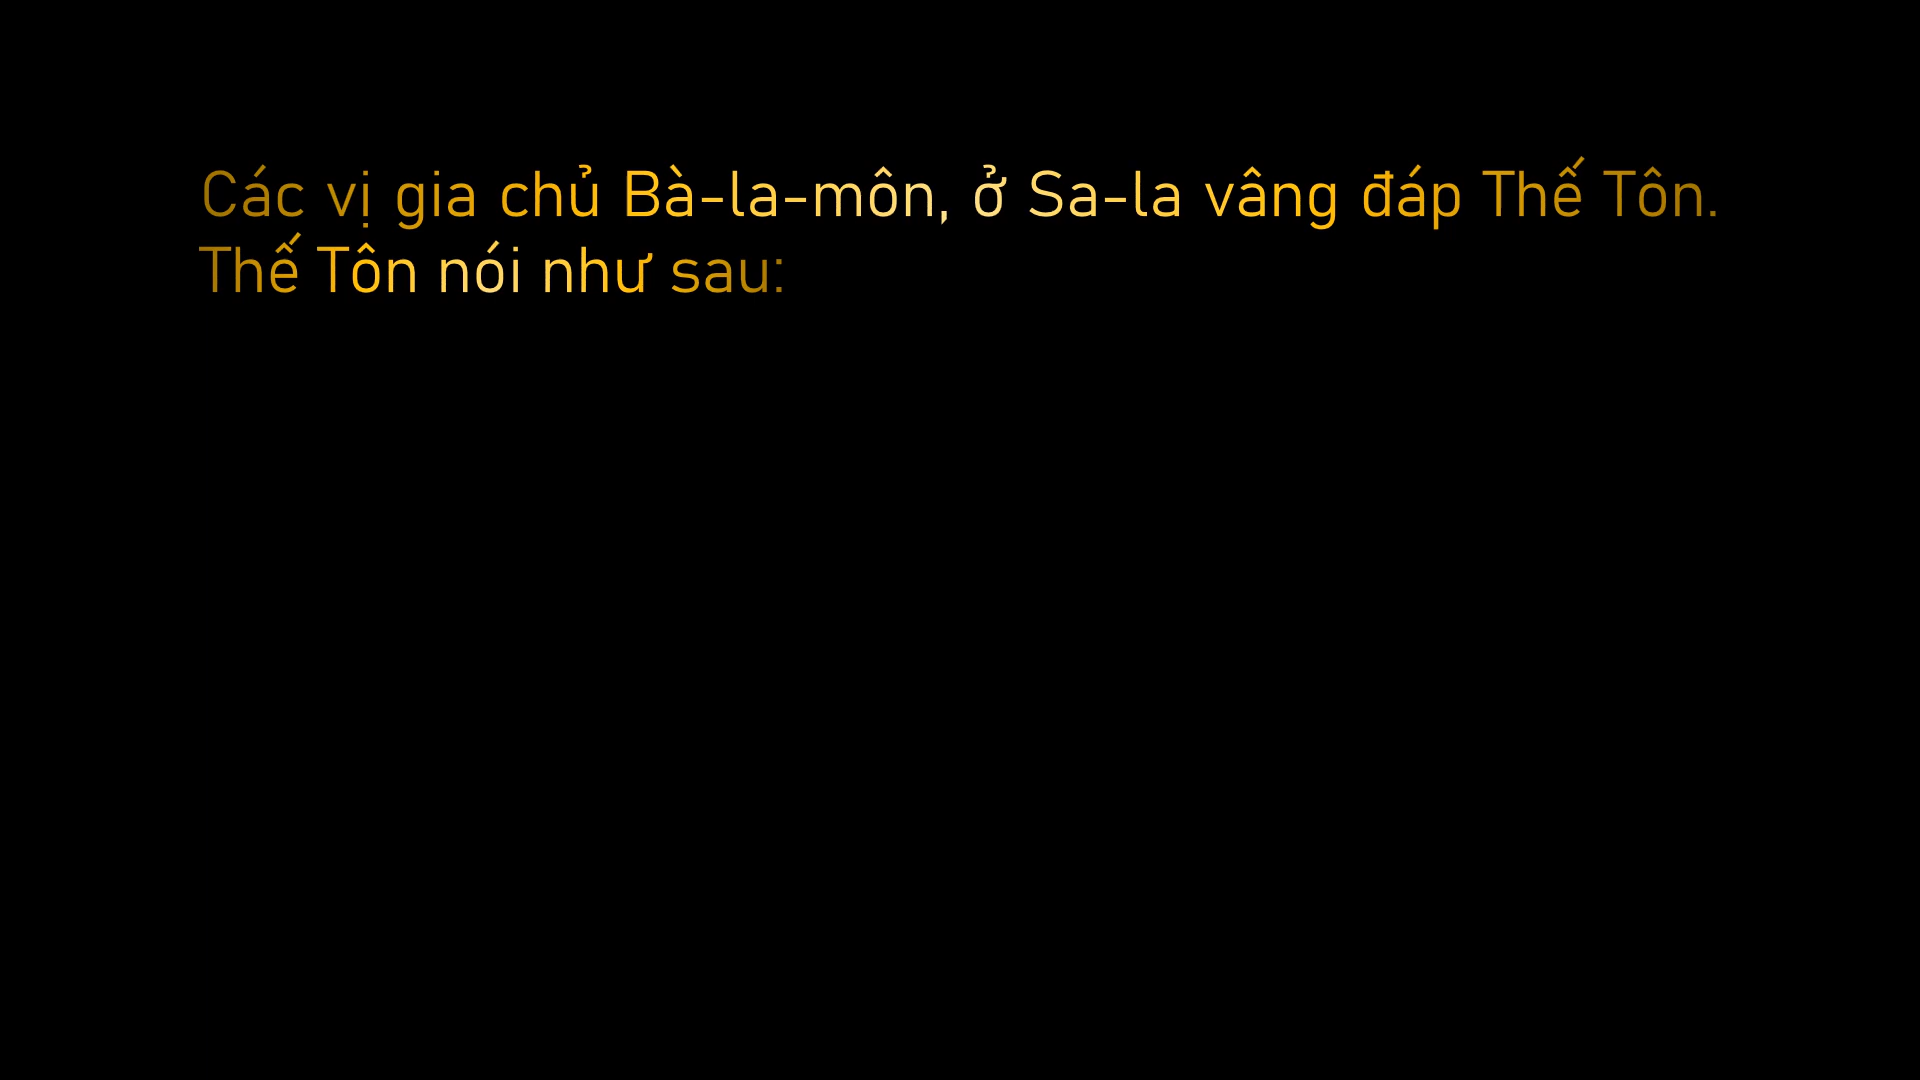 Các vị gia chủ Bà-la-môn, ở Sa-la vâng đáp Thế Tôn.
Thế Tôn nói như sau: